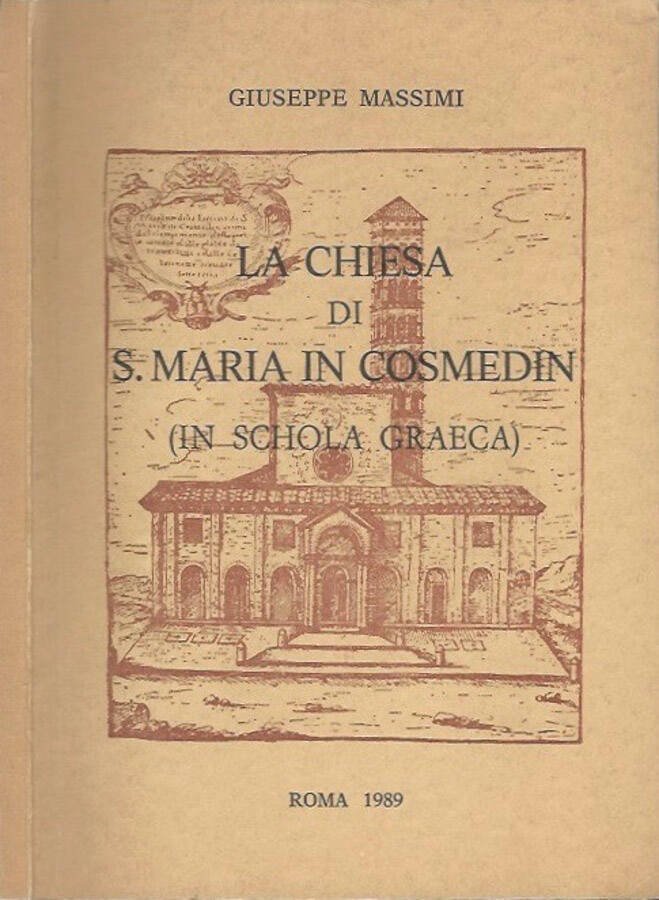 GIUSEPPE MASSIMI
LA CHIESA
DI
S. MARIA IN COSMEDIN
(IN SCHOLA GRAECA)
ROMA 1989